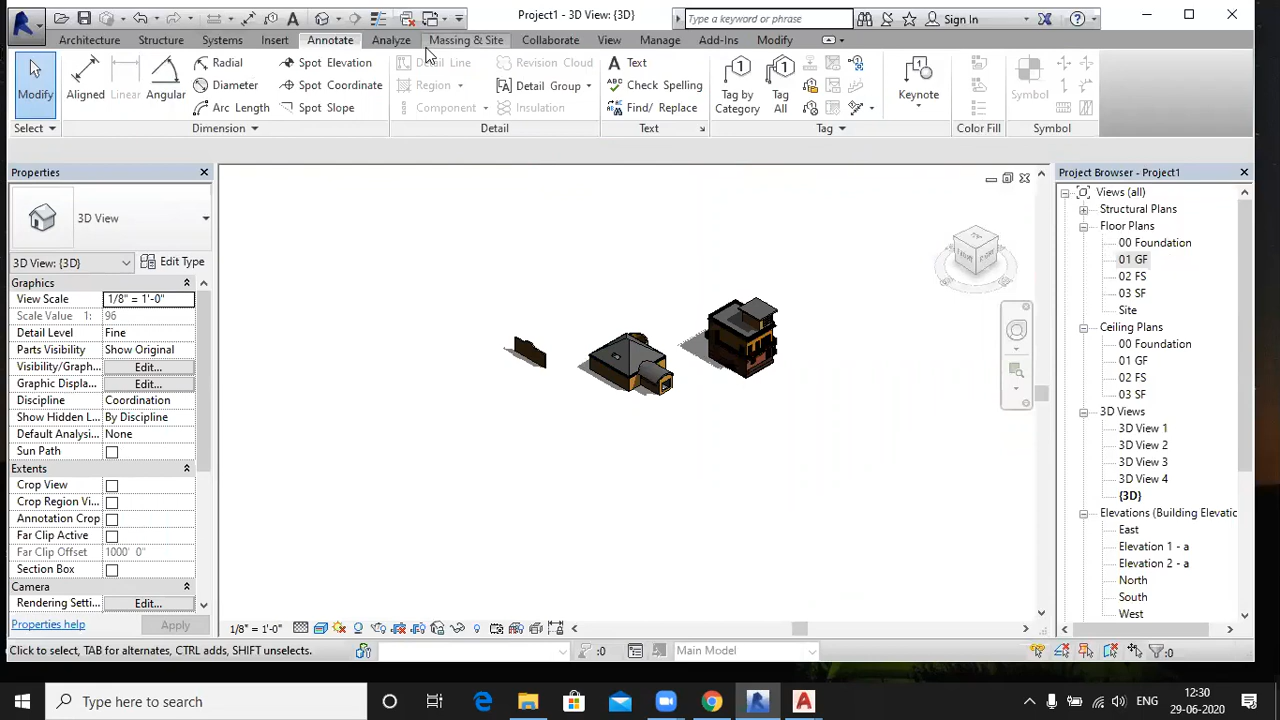 Project1 - 3D View: {3D}
Type a keyword or phrase
Sign In
Architecture Structure Systems Insert Annotate Analyze Massing & Site Collaborate View Manage Add-Ins Modify
Modify
Aligned
Linear
Angular
Radial
Diameter
Arc Length
Spot Elevation
Spot Coordinate
Spot Slope
Detail Line
Region
Component
Revision Cloud
Detail Group
Insulation
Text
Check Spelling
Find/ Replace
Tag by Category
Tag All
Keynote
Symbol
Select Dimension Detail Text Tag Color Fill Symbol
Properties
3D View
3D View: {3D} Edit Type
Graphics
View Scale 1/8" = 1'-0"
Scale Value 1: 96
Detail Level Fine
Parts Visibility Show Original
Visibility/Graph... Edit...
Graphic Displa... Edit...
Discipline Coordination
Show Hidden L... By Discipline
Default Analysi... None
Sun Path
Extents
Crop View
Crop Region Vi...
Annotation Crop
Far Clip Active
Far Clip Offset 1000' 0"
Section Box
Camera
Rendering Setti... Edit...
Properties help Apply
1/8" = 1'-0"
Project Browser - Project1
Views (all)
Structural Plans
Floor Plans
00 Foundation
01 GF
02 FS
03 SF
Site
Ceiling Plans
00 Foundation
01 GF
02 FS
03 SF
3D Views
3D View 1
3D View 2
3D View 3
3D View 4
{3D}
Elevations (Building Elevatic
East
Elevation 1 - a
Elevation 2 - a
North
South
West
Click to select, TAB for alternates, CTRL adds, SHIFT unselects.
:0
Main Model
:0
Type here to search
ENG
12:30
29-06-2020